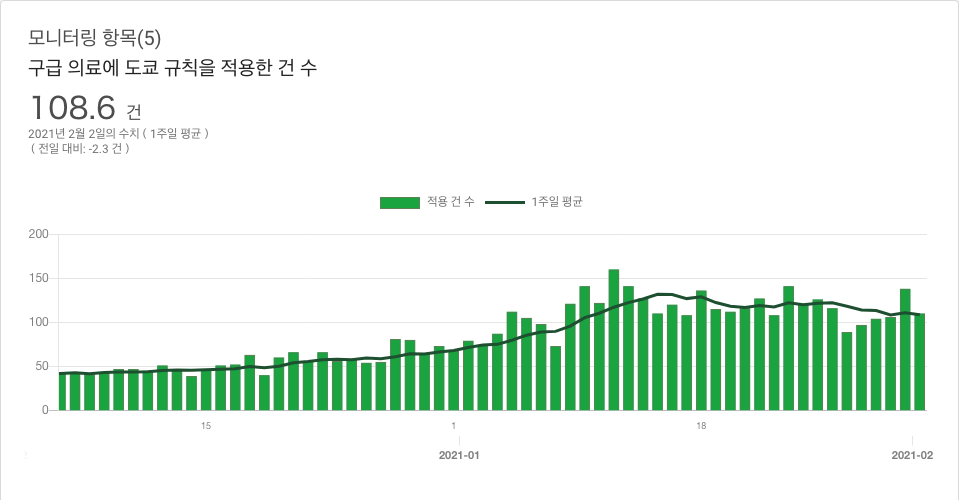 모니터링 항목(5)
구급 의료에 도쿄 규칙을 적용한 건 수
108.6 건
2021년 2월 2일의 수치 ( 1주일 평균 )
( 전일 대비: -2.3 건 )
적용 건 수 1주일 평균
200
150
100
50
0
15 1 18
2021-01 2021-02